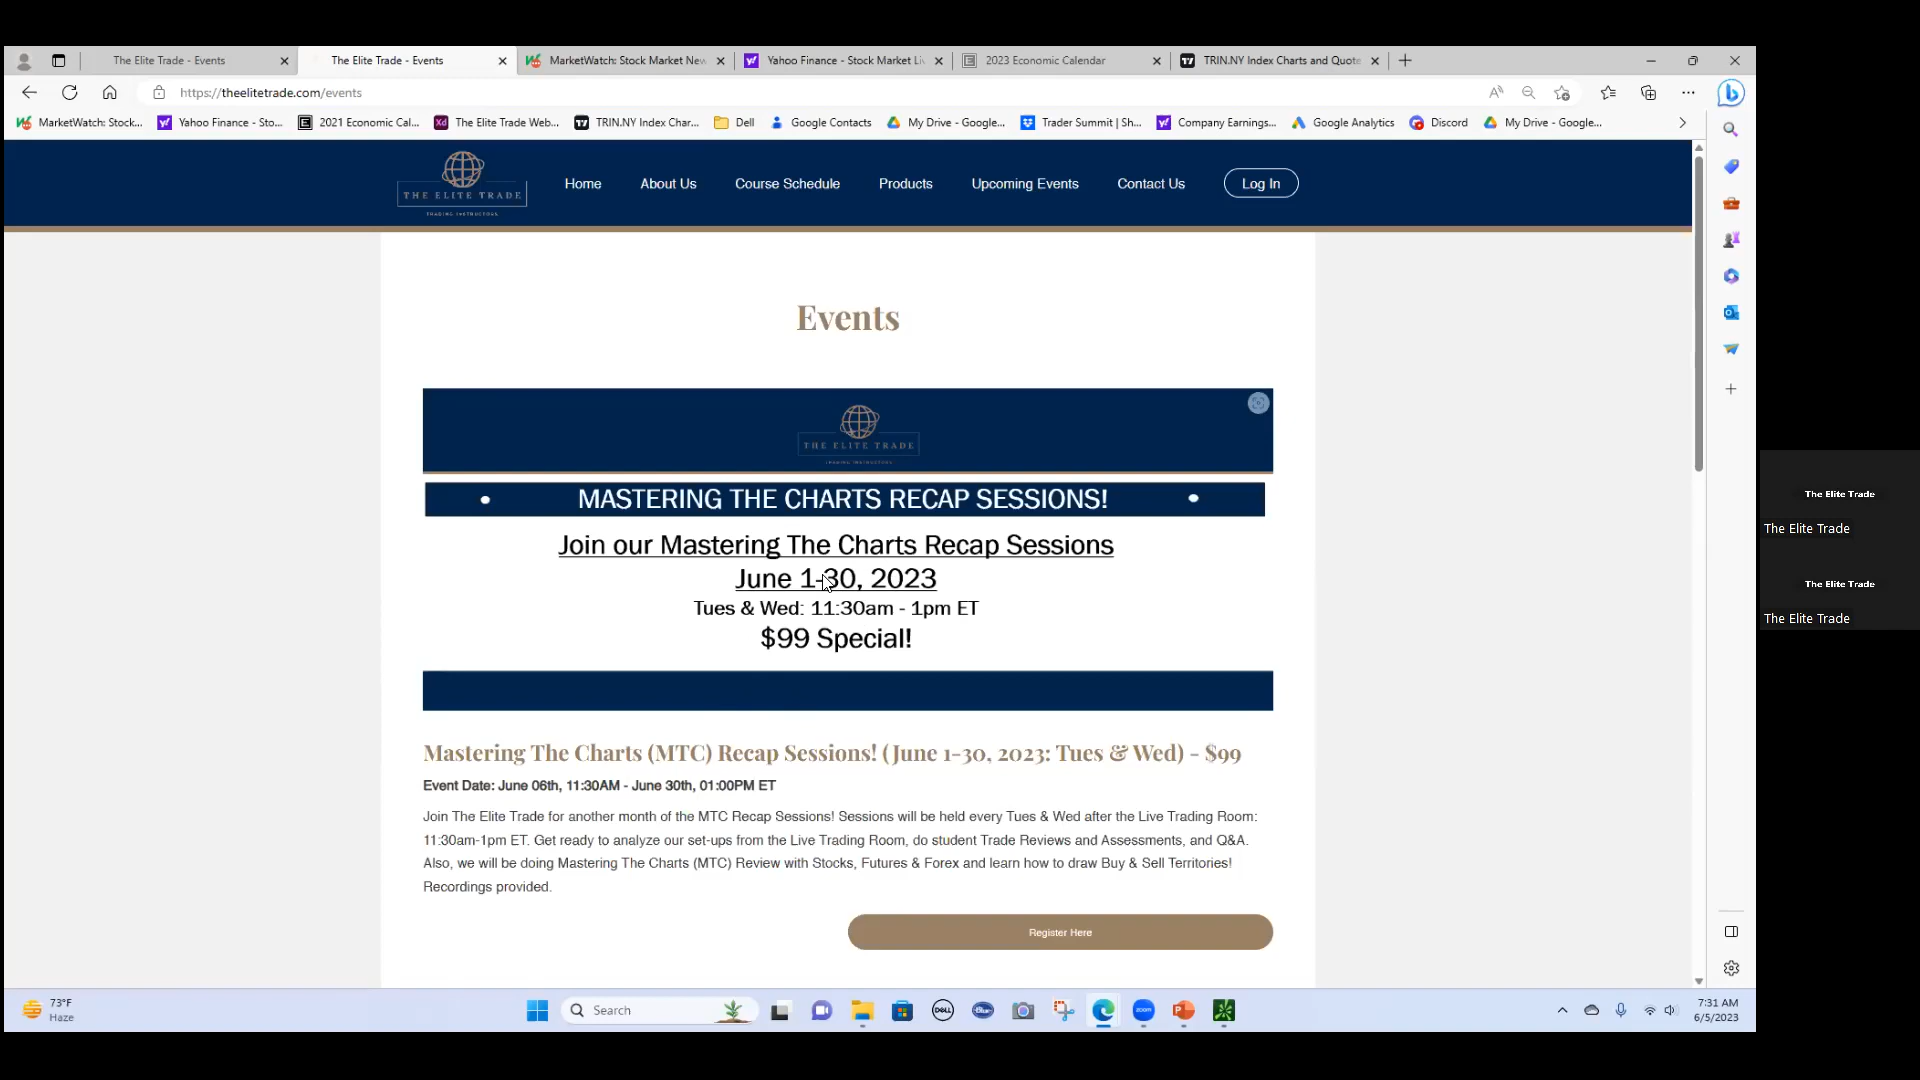 The Elite Trade - Events
The Elite Trade - Events
MarketWatch: Stock Market New
Yahoo Finance - Stock Market Li
2023 Economic Calendar
TRIN.NY Index Charts and Quote
https://theelitetrade.com/events
MarketWatch: Stock...
Yahoo Finance - Sto...
2021 Economic Cal...
The Elite Trade Web...
TRIN.NY Index Char...
Dell
Google Contacts
My Drive - Google...
Trader Summit | Sh...
Company Earnings...
Google Analytics
Discord
My Drive - Google...
THE ELITE TRADE
TRADING INSTRUCTORS
Home
About Us
Course Schedule
Products
Upcoming Events
Contact Us
Log In
Events
THE ELITE TRADE
TRADING INSTRUCTORS
• MASTERING THE CHARTS RECAP SESSIONS! •
Join our Mastering The Charts Recap Sessions
June 1-30, 2023
Tues & Wed: 11:30am - 1pm ET
$99 Special!
Mastering The Charts (MTC) Recap Sessions! (June 1-30, 2023: Tues & Wed) - $99
Event Date: June 06th, 11:30AM - June 30th, 01:00PM ET
Join The Elite Trade for another month of the MTC Recap Sessions! Sessions will be held every Tues & Wed after the Live Trading Room:
11:30am-1pm ET. Get ready to analyze our set-ups from the Live Trading Room, do student Trade Reviews and Assessments, and Q&A.
Also, we will be doing Mastering The Charts (MTC) Review with Stocks, Futures & Forex and learn how to draw Buy & Sell Territories!
Recordings provided.
Register Here
The Elite Trade
The Elite Trade
The Elite Trade
The Elite Trade
73°F
Haze
Search
DELL
zoom
7:31 AM
6/5/2023